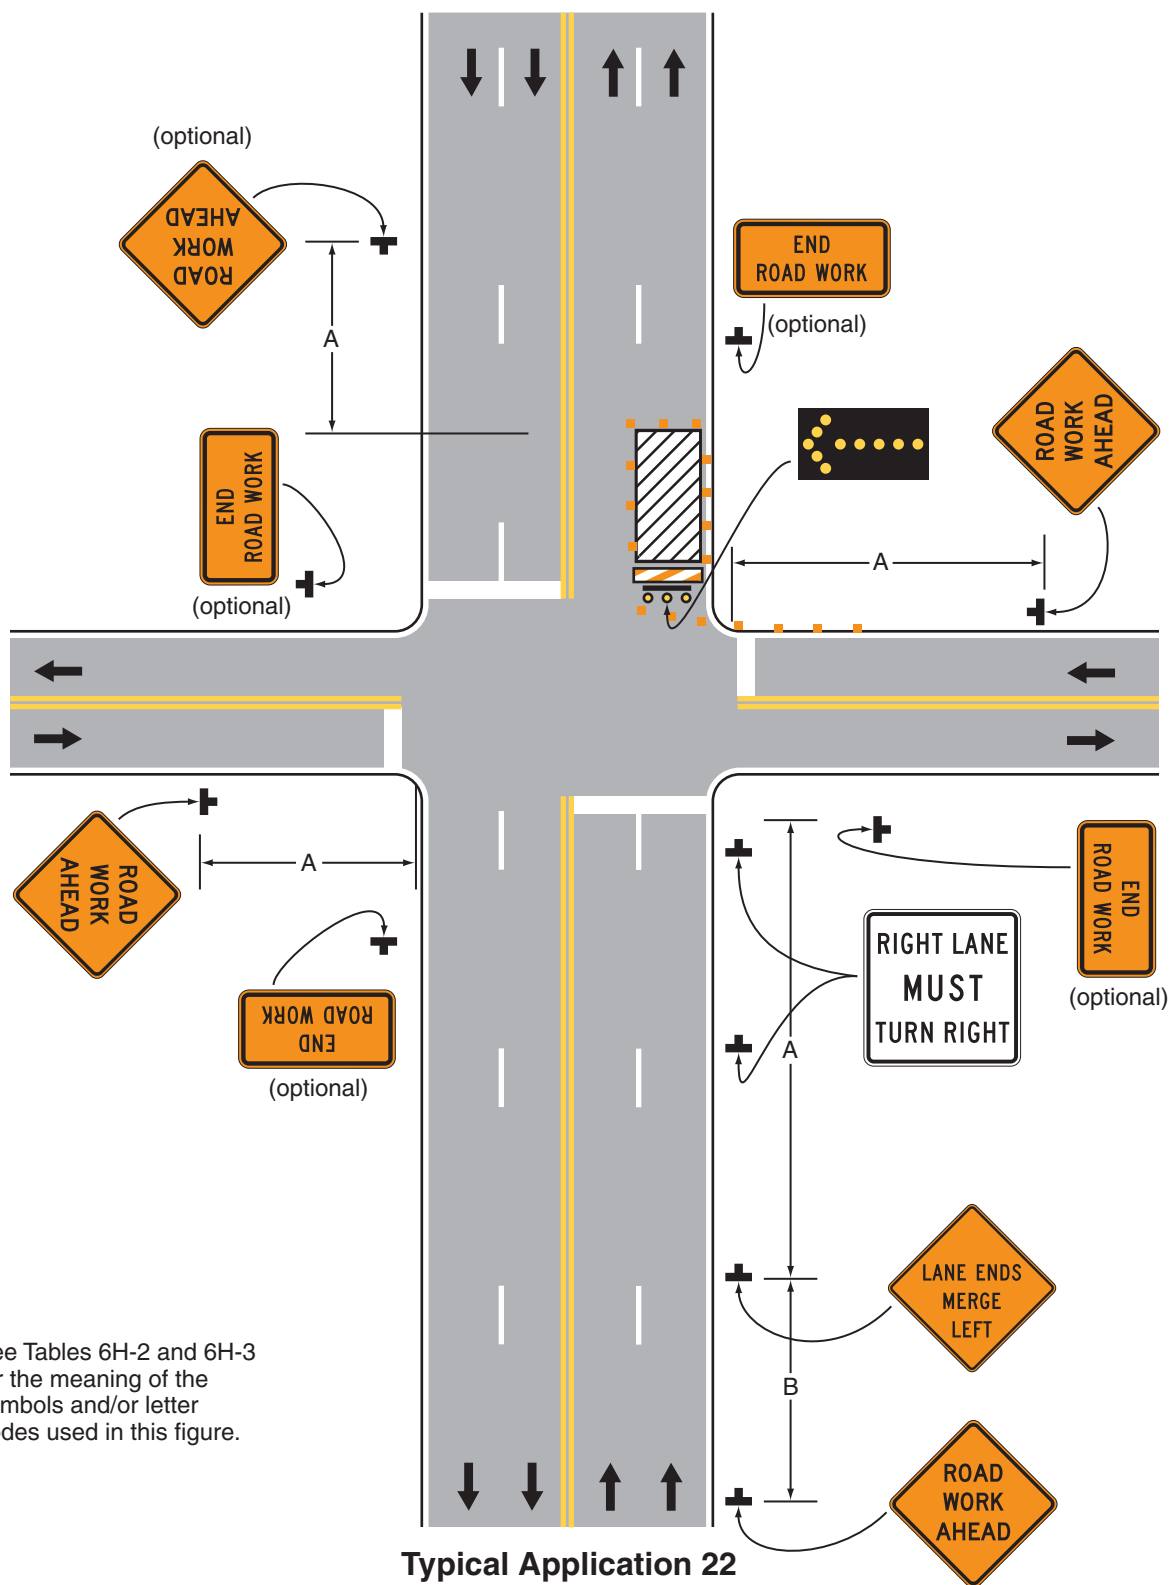 (optional)
ROAD
WORK
AHEAD
END
ROAD WORK
(optional)
A
ROAD
WORK
AHEAD
END
ROAD WORK
(optional)
A
ROAD
WORK
AHEAD
A
END
ROAD WORK
(optional)
RIGHT LANE
MUST
TURN RIGHT
END
ROAD WORK
(optional)
A
LANE ENDS
MERGE
LEFT
B
ee Tables 6H-2 and 6H-3
r the meaning of the
mbols and/or letter
des used in this figure.
ROAD
WORK
AHEAD
Typical Application 22